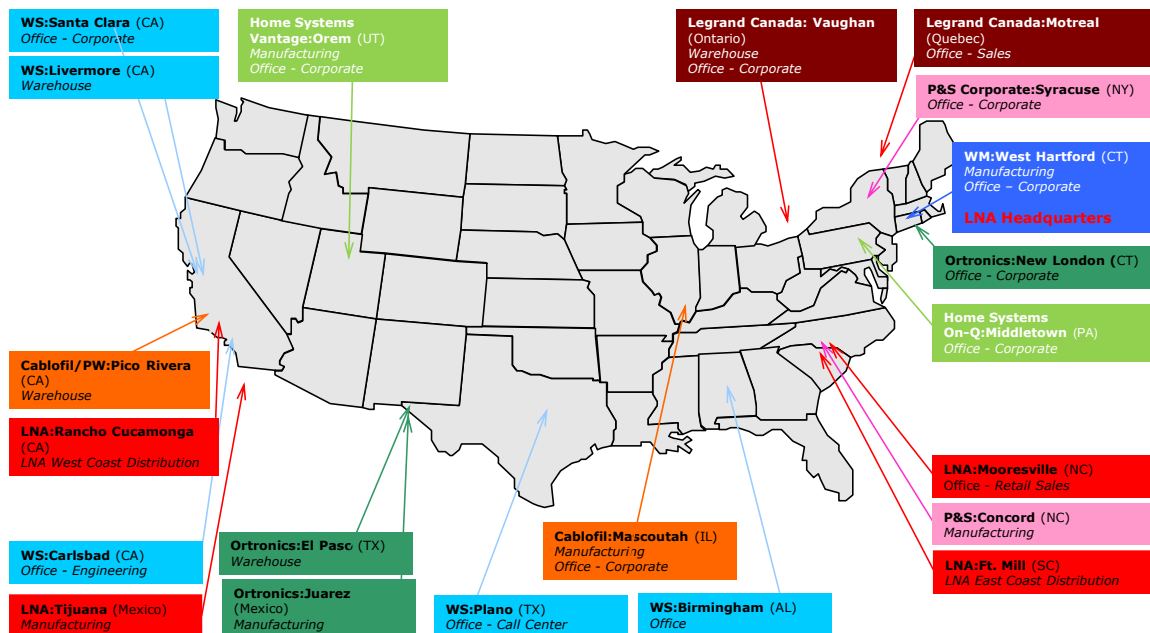 WS:Santa Clara (CA)
Office - Corporate
WS:Livermore (CA)
Warehouse
Home Systems
Vantage:Orem (UT)
Manufacturing
Office - Corporate
Legrand Canada: Vaughan
(Ontario)
Warehouse
Office - Corporate
Legrand Canada:Motreal
(Quebec)
Office - Sales
P&S Corporate:Syracuse (NY)
Office - Corporate
WM:West Hartford (CT)
Manufacturing
Office – Corporate
LNA Headquarters
Ortronics:New London (CT)
Office - Corporate
Home Systems
On-Q:Middletown (PA)
Office - Corporate
Cablofil/PW:Pico Rivera
(CA)
Warehouse
LNA:Rancho Cucamonga
(CA)
LNA West Coast Distribution
WS:Carlsbad (CA)
Office - Engineering
LNA:Tijuana (Mexico)
Manufacturing
Ortronics:El Paso (TX)
Warehouse
Ortronics:Juarez
(Mexico)
Manufacturing
WS:Plano (TX)
Office - Call Center
Cablofil:Mascoutah (IL)
Manufacturing
Office - Corporate
WS:Birmingham (AL)
Office
LNA:Mooresville (NC)
Office - Retail Sales
P&S:Concord (NC)
Manufacturing
LNA:Ft. Mill (SC)
LNA East Coast Distribution